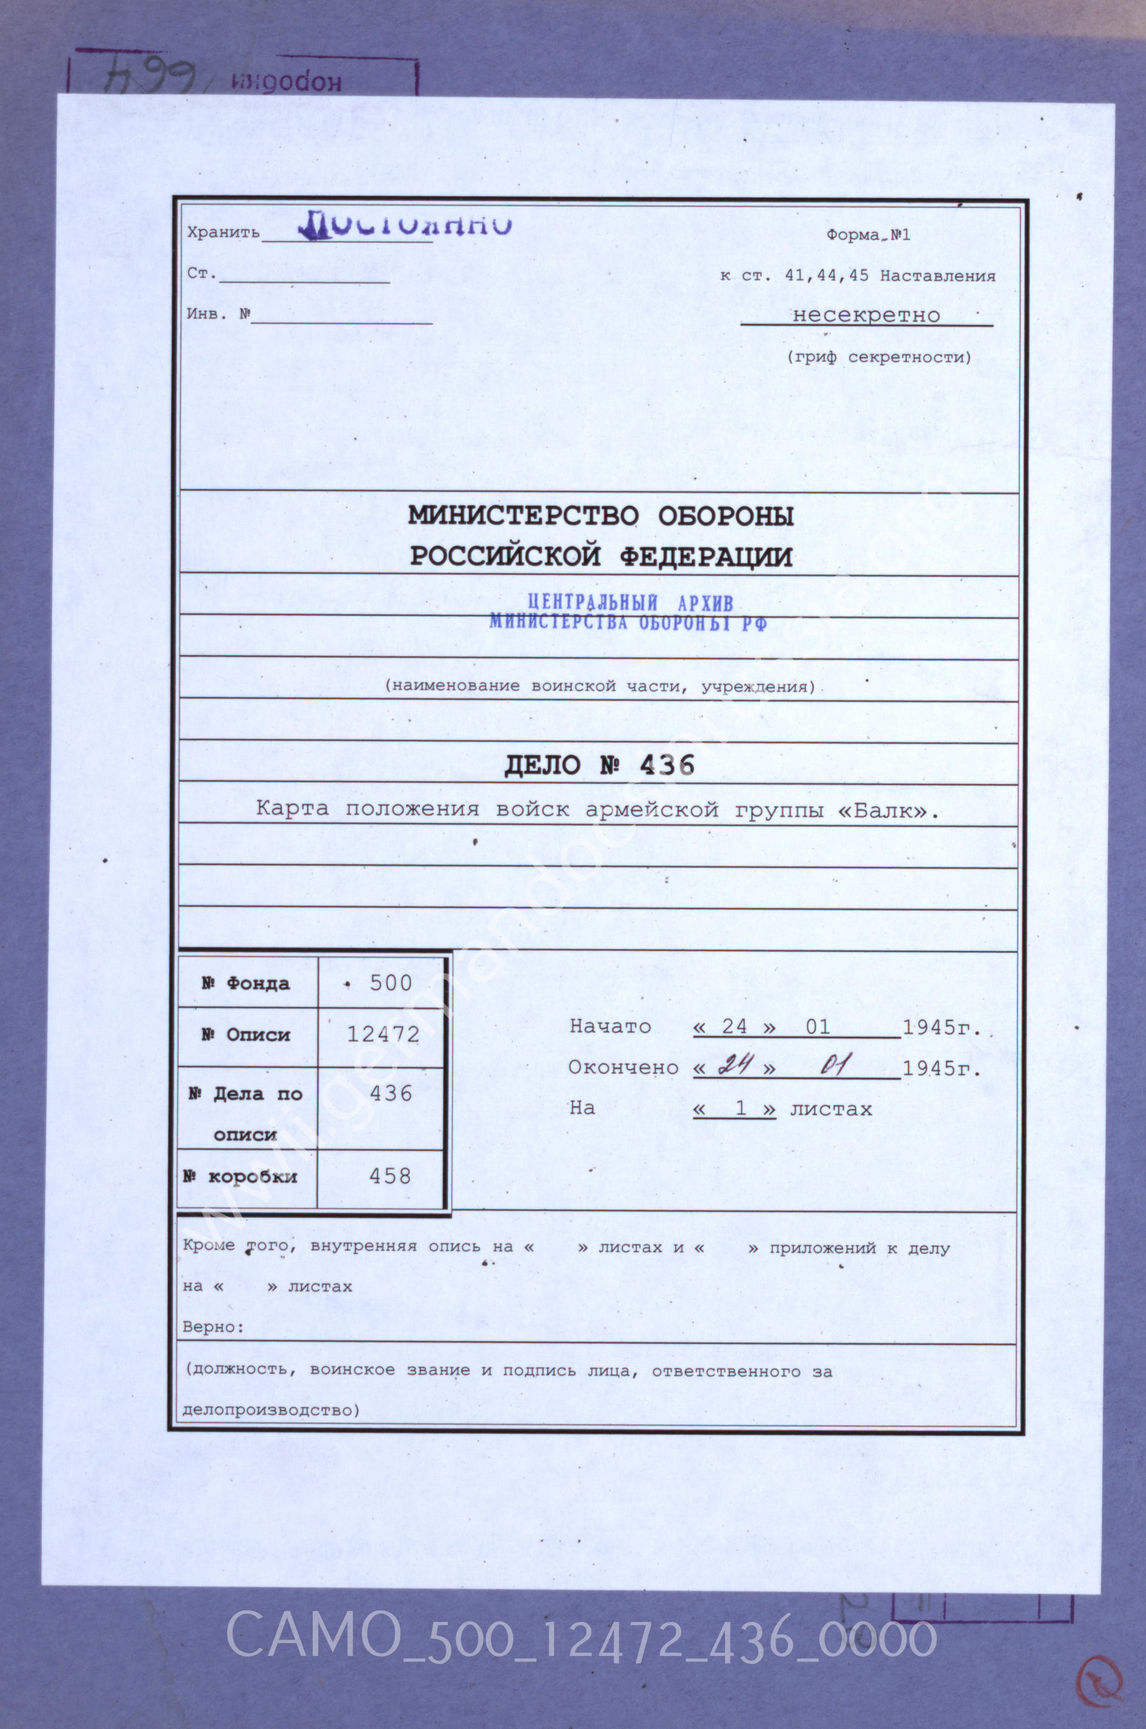 коробки
499
Хранить Постоянно
Форма №1
Ст.
к ст. 41,44,45 Наставления
Инв. №
несекретно
(гриф секретности)
МИНИСТЕРСТВО ОБОРОНЫ
РОССИЙСКОЙ ФЕДЕРАЦИИ
ЦЕНТРАЛЬНЫЙ АРХИВ
МИНИСТЕРСТВА ОБОРОНЫ РФ
(наименование воинской части, учреждения)
ДЕЛО № 436
Карта положения войск армейской группы «Балк».
№ Фонда 500
№ Описи 12472
№ Дела по описи 436
№ коробки 458
Начато « 24 » 01 1945г.
Окончено « 24 » 01 1945г.
На « 1 » листах
Кроме того, внутренняя опись на « » листах и « » приложений к делу
на « » листах
Верно:
(должность, воинское звание и подпись лица, ответственного за
делопроизводство)
CAMO_500_12472_436_0000